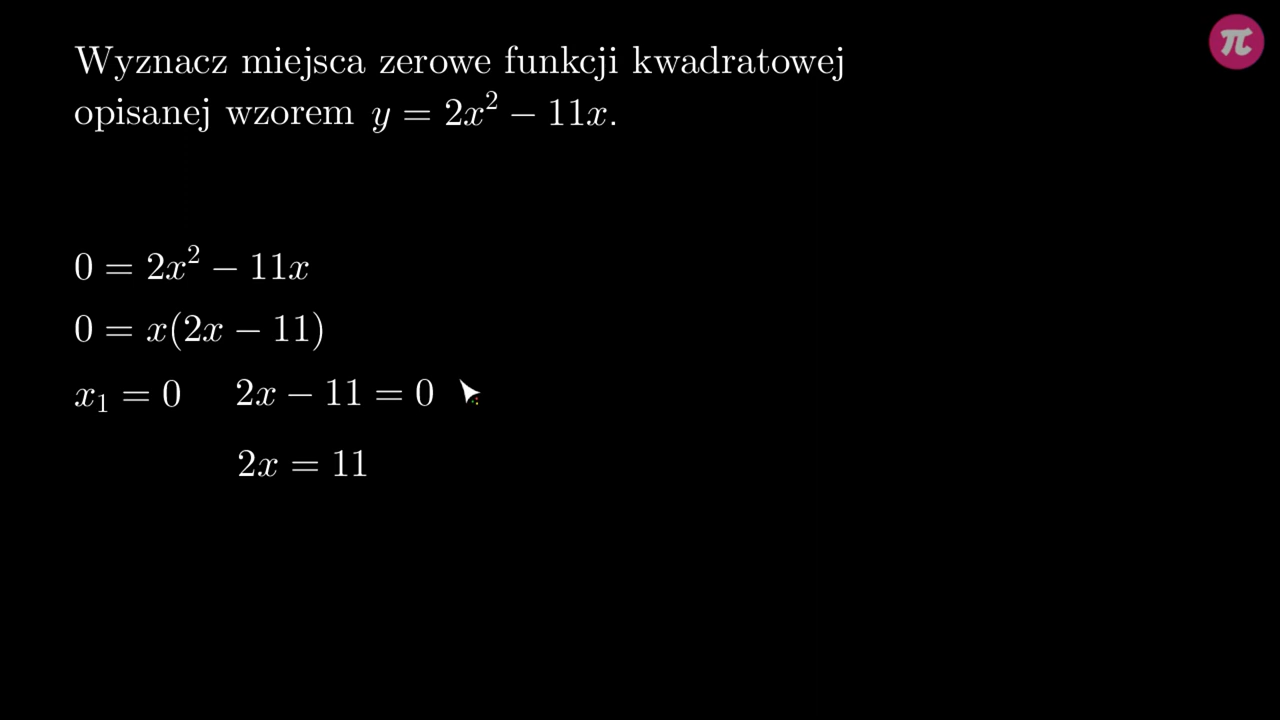 Wyznacz miejsca zerowe funkcji kwadratowej
opisanej wzorem y = 2x² − 11x.
π
0 = 2x² − 11x
0 = x(2x − 11)
x₁ = 0 2x − 11 = 0
2x = 11